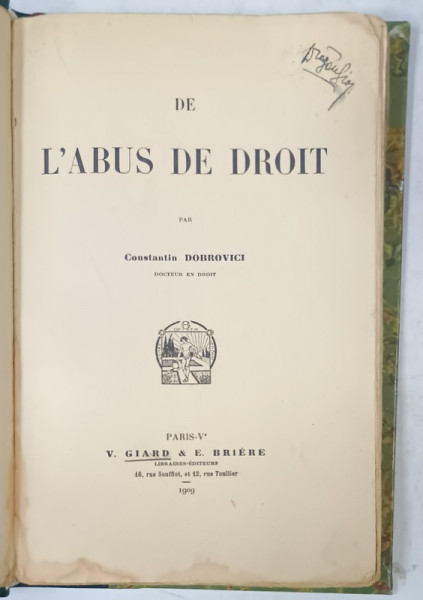 DE
L'ABUS DE DROIT
PAR
Constantin DOBROVICI
DOCTEUR EN DROIT
PARIS-Vᵉ
V. GIARD & E. BRIÈRE
LIBRAIRES-ÉDITEURS
16, rue Soufflot, et 12, rue Toullier
1909